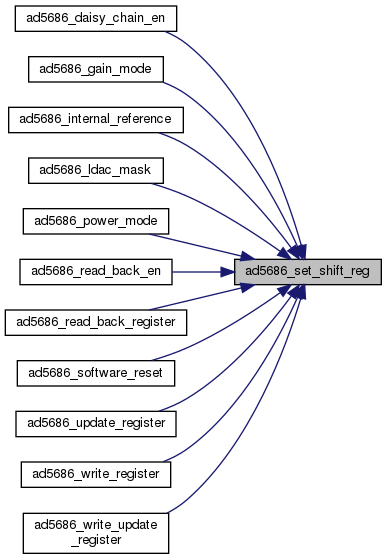 ad5686_daisy_chain_en
ad5686_gain_mode
ad5686_internal_reference
ad5686_ldac_mask
ad5686_power_mode
ad5686_read_back_en
ad5686_set_shift_reg
ad5686_read_back_register
ad5686_software_reset
ad5686_update_register
ad5686_write_register
ad5686_write_update
_register